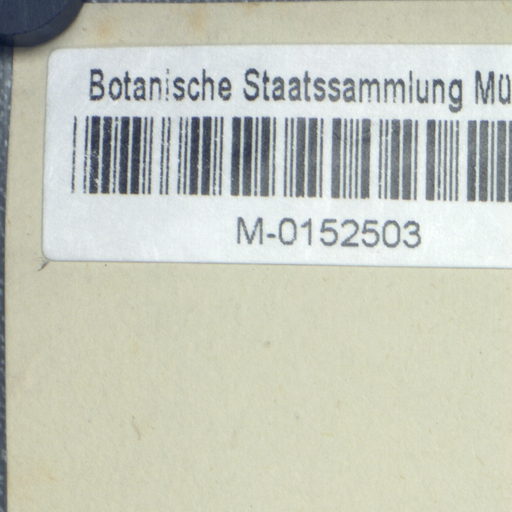 Botanische Staatssammlung Mü
M-0152503